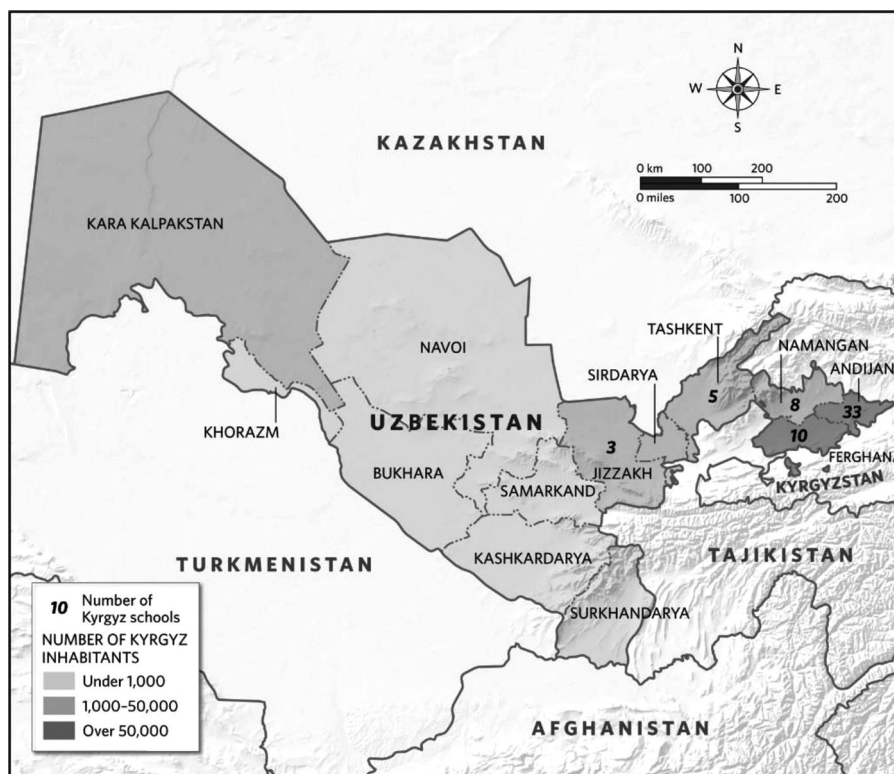 N
W E
S
KAZAKHSTAN
0 km 100 200
0 miles 100 200
KARA KALPAKSTAN
TASHKENT
NAMANGAN
NAVOI
SIRDARYA
ANDIJAN
5
8
33
UZBEKISTAN
KHORAZM
3
10
BUKHARA
JIZZAKH
FERGHANA
SAMARKAND
KYRGYZSTAN
KASHKARDARYA
TAJIKISTAN
TURKMENISTAN
SURKHANDARYA
10 Number of
Kyrgyz schools
NUMBER OF KYRGYZ
INHABITANTS
Under 1,000
1,000–50,000
Over 50,000
AFGHANISTAN